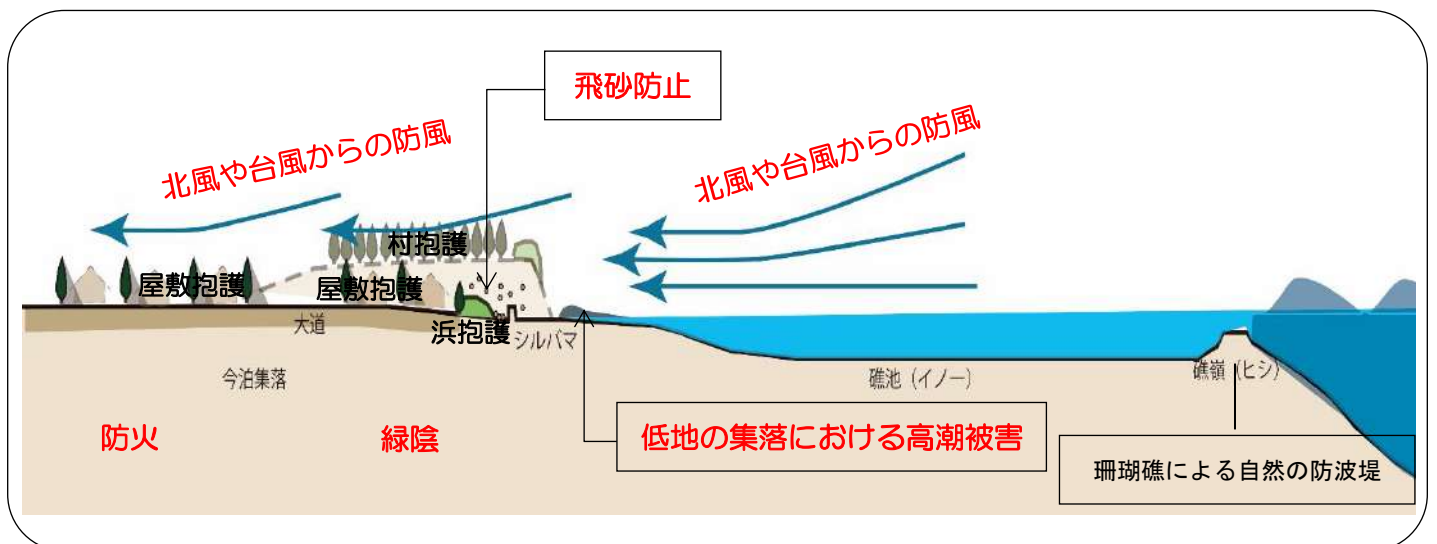 飛砂防止
北風や台風からの防風
北風や台風からの防風
村抱護
屋敷抱護
屋敷抱護
大道
浜抱護
シルバマ
今泊集落
礁池（イノー）
礁嶺（ヒシ）
防火
緑陰
低地の集落における高潮被害
珊瑚礁による自然の防波堤